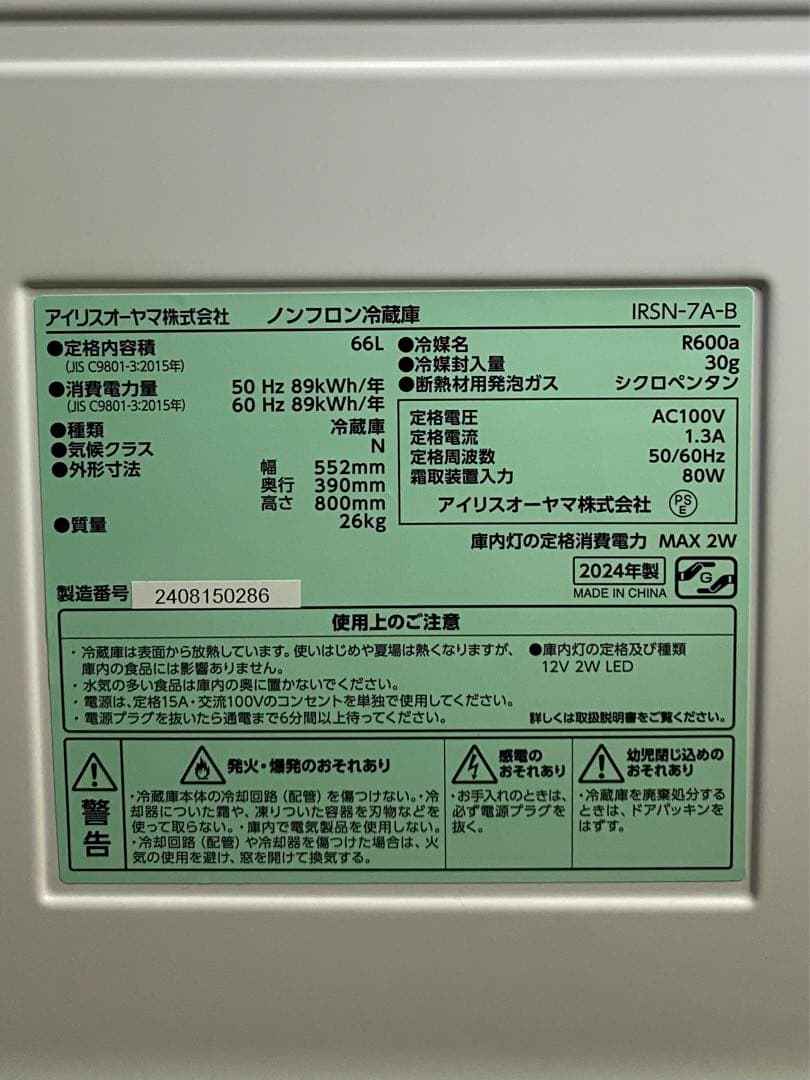 アイリスオーヤマ株式会社 ノンフロン冷蔵庫 IRSN-7A-B
●定格内容積 66L
(JIS C9801-3:2015年)
●消費電力量 50 Hz 89kWh/年
(JIS C9801-3:2015年) 60 Hz 89kWh/年
●種類 冷蔵庫
●気候クラス N
●外形寸法 幅 552mm
奥行 390mm
高さ 800mm
●質量 26kg
●冷媒名 R600a
●冷媒封入量 30g
●断熱材用発泡ガス シクロペンタン
定格電圧 AC100V
定格電流 1.3A
定格周波数 50/60Hz
霜取装置入力 80W
アイリスオーヤマ株式会社 PSE
庫内灯の定格消費電力 MAX 2W
2024年製
MADE IN CHINA
G
製造番号 2408150286
使用上のご注意
・冷蔵庫は表面から放熱しています。使いはじめや夏場は熱くなりますが、
庫内の食品には影響ありません。
・水気の多い食品は庫内の奥に置かないでください。
・電源は、定格15A・交流100Vのコンセントを単独で使用してください。
・電源プラグを抜いたら通電まで6分間以上待ってください。
●庫内灯の定格及び種類
12V 2W LED
詳しくは取扱説明書をご覧ください。
警告
発火・爆発のおそれあり
・冷蔵庫本体の冷却回路(配管)を傷つけない。・冷
却器についた霜や、凍りついた容器を刃物などを
使って取らない。・庫内で電気製品を使用しない。
・冷却回路(配管)や冷却器を傷つけた場合は、火
気の使用を避け、窓を開けて換気する。
感電の
おそれあり
・お手入れのときは、
必ず電源プラグを
抜く。
幼児閉じ込めの
おそれあり
・冷蔵庫を廃棄処分する
ときは、ドアパッキンを
はずす。